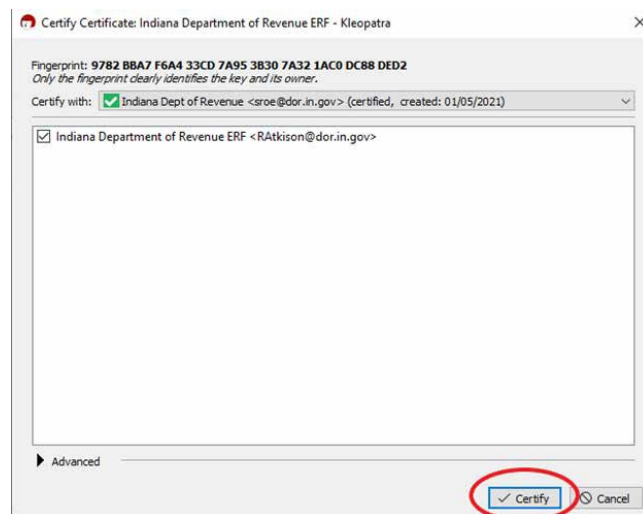 Certify Certificate: Indiana Department of Revenue ERF - Kleopatra
Fingerprint: 9782 BBA7 F6A4 33CD 7A95 3B30 7A32 1AC0 DC88 DED2
Only the fingerprint clearly identifies the key and its owner.
Certify with: Indiana Dept of Revenue <sroe@dor.in.gov> (certified, created: 01/05/2021)
Indiana Department of Revenue ERF <RAtkison@dor.in.gov>
Advanced
Certify Cancel